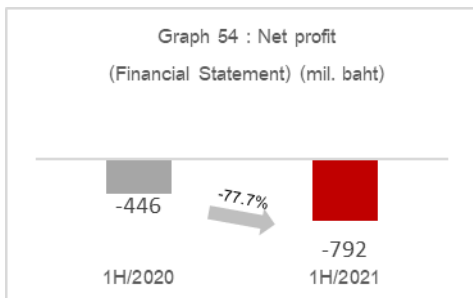 Graph 54 : Net profit
(Financial Statement) (mil. baht)
-446
-77.7%
-792
1H/2020
1H/2021